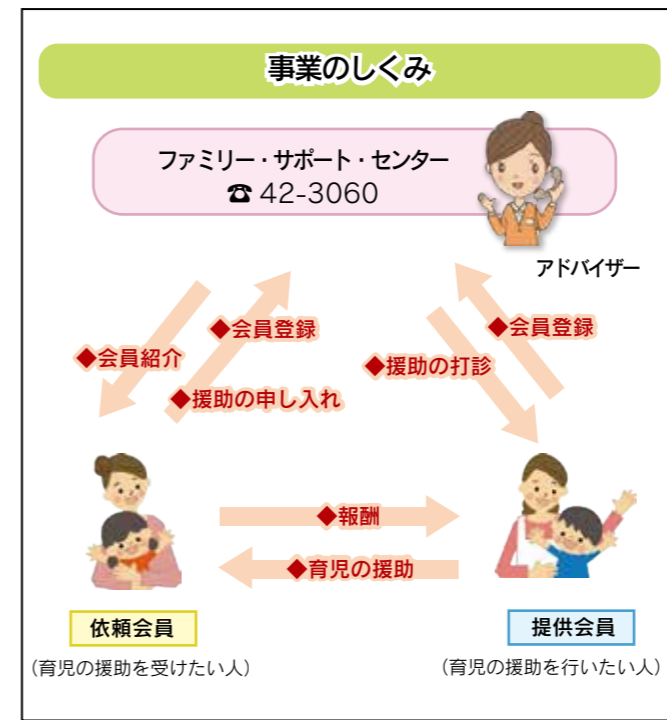 事業のしくみ
ファミリー・サポート・センター
☎ 42-3060
アドバイザー
◆会員登録
◆会員登録
◆会員紹介
◆援助の打診
◆援助の申し入れ
◆報酬
◆育児の援助
依頼会員
提供会員
（育児の援助を受けたい人）
（育児の援助を行いたい人）